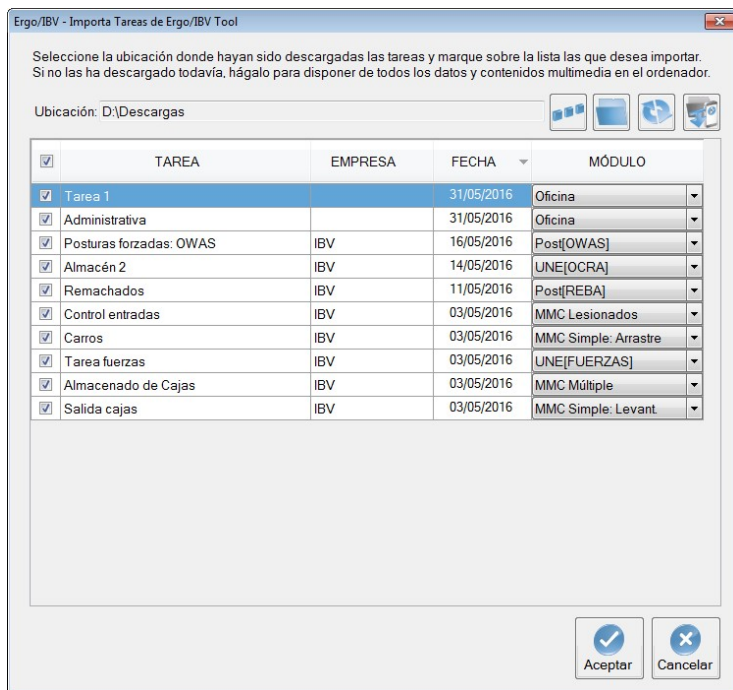 Ergo/IBV - Importa Tareas de Ergo/IBV Tool
Seleccione la ubicación donde hayan sido descargadas las tareas y marque sobre la lista las que desea importar.
Si no las ha descargado todavía, hágalo para disponer de todos los datos y contenidos multimedia en el ordenador.
Ubicación: D:\Descargas
TAREA EMPRESA FECHA MÓDULO
Tarea 1 31/05/2016 Oficina
Administrativa 31/05/2016 Oficina
Posturas forzadas: OWAS IBV 16/05/2016 Post[OWAS]
Almacén 2 IBV 14/05/2016 UNE[OCRA]
Remachados IBV 11/05/2016 Post[REBA]
Control entradas IBV 03/05/2016 MMC Lesionados
Carros IBV 03/05/2016 MMC Simple: Arrastre
Tarea fuerzas IBV 03/05/2016 UNE[FUERZAS]
Almacenado de Cajas IBV 03/05/2016 MMC Múltiple
Salida cajas IBV 03/05/2016 MMC Simple: Levant.
Aceptar Cancelar